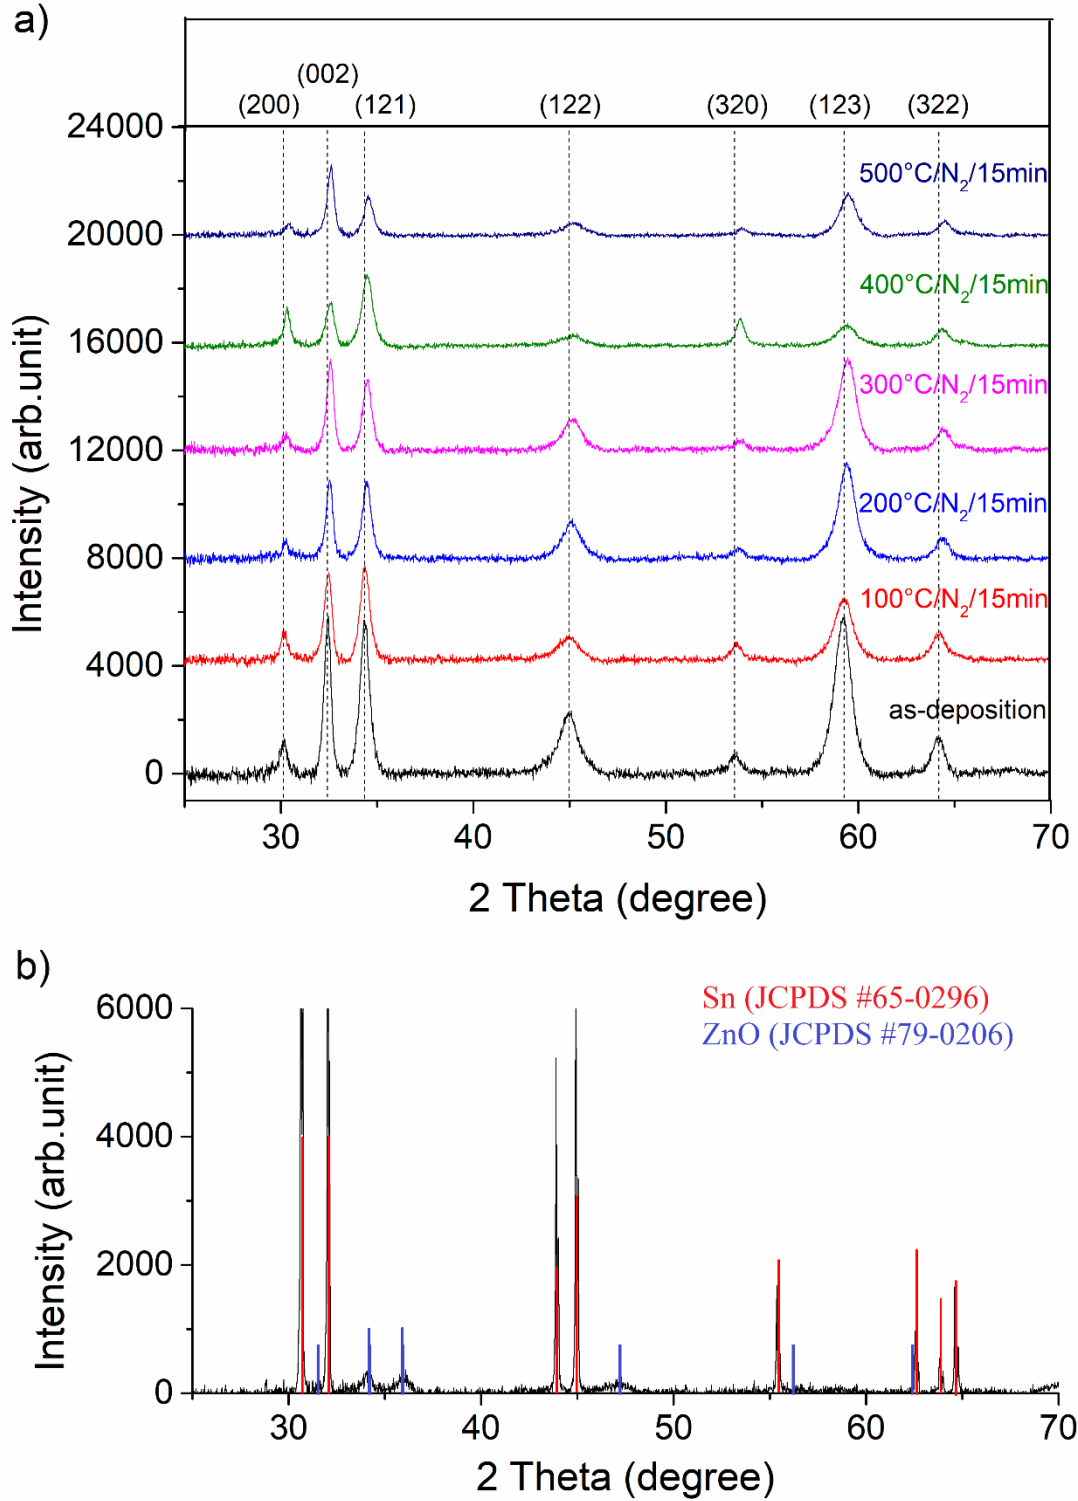 a)
(002)
(200) (121) (122) (320) (123) (322)
24000
500°C/N2/15min
20000
400°C/N2/15min
16000
300°C/N2/15min
12000
200°C/N2/15min
8000
100°C/N2/15min
4000
as-deposition
0
Intensity (arb.unit)
30 40 50 60 70
2 Theta (degree)
b)
Sn (JCPDS #65-0296)
ZnO (JCPDS #79-0206)
6000
4000
2000
0
Intensity (arb.unit)
30 40 50 60 70
2 Theta (degree)